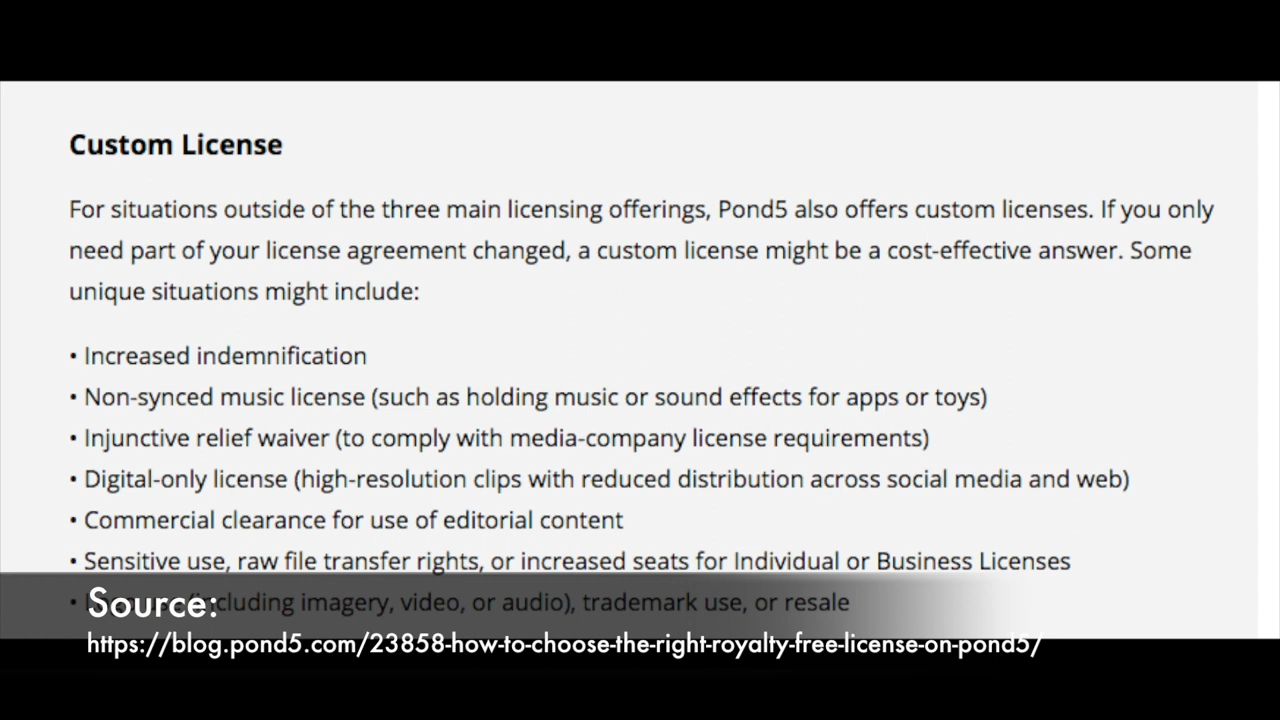 Custom License
For situations outside of the three main licensing offerings, Pond5 also offers custom licenses. If you only
need part of your license agreement changed, a custom license might be a cost-effective answer. Some
unique situations might include:
• Increased indemnification
• Non-synced music license (such as holding music or sound effects for apps or toys)
• Injunctive relief waiver (to comply with media-company license requirements)
• Digital-only license (high-resolution clips with reduced distribution across social media and web)
• Commercial clearance for use of editorial content
• Sensitive use, raw file transfer rights, or increased seats for Individual or Business Licenses
• (including imagery, video, or audio), trademark use, or resale
Source:
https://blog.pond5.com/23858-how-to-choose-the-right-royalty-free-license-on-pond5/